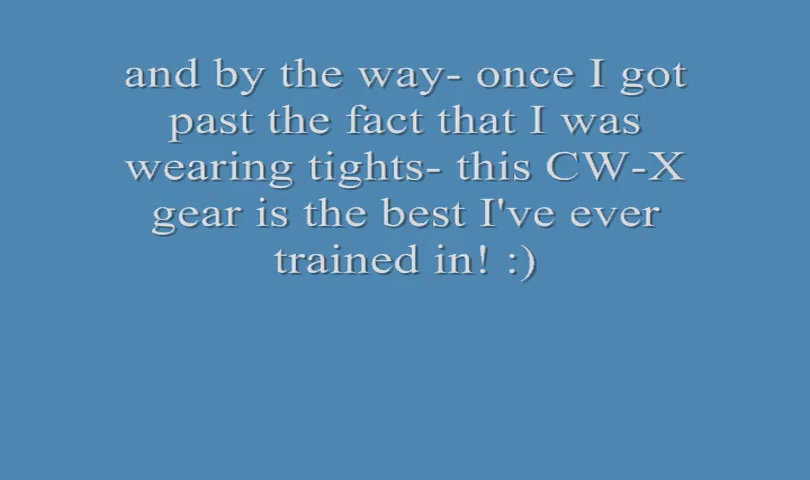 and by the way- once I got
past the fact that I was
wearing tights- this CW-X
gear is the best I've ever
trained in! :)